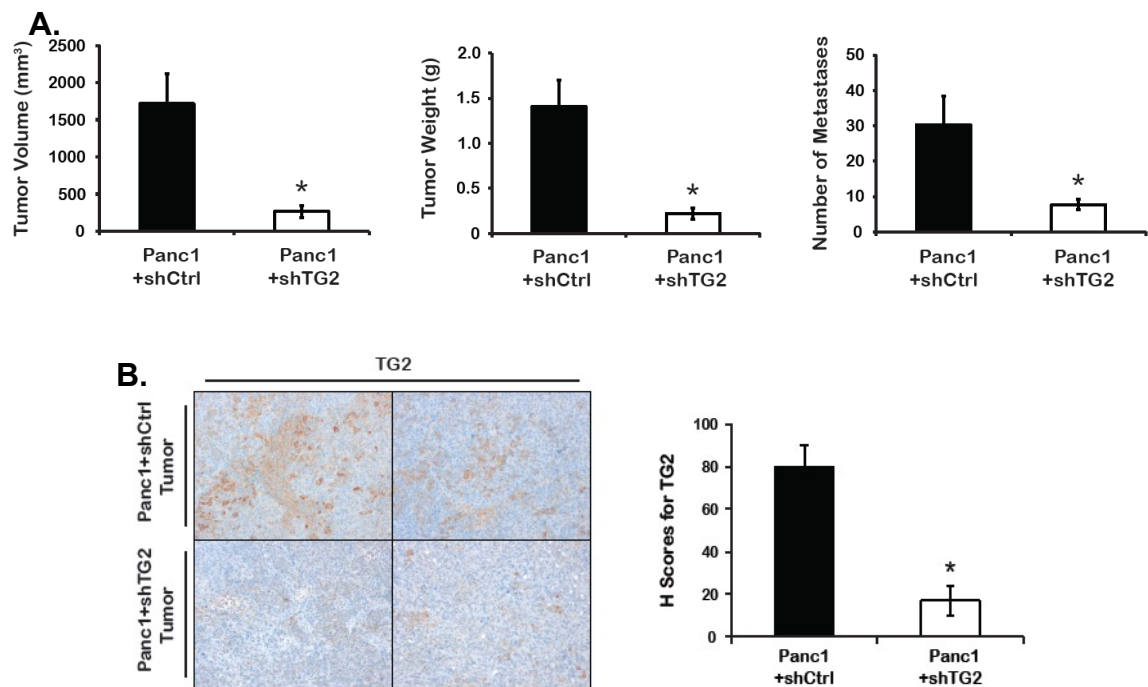 A.
Tumor Volume (mm³)
2500
2000
1500
1000
500
0
*
Panc1
+shCtrl
Panc1
+shTG2
Tumor Weight (g)
2.0
1.5
1.0
0.5
0
*
Panc1
+shCtrl
Panc1
+shTG2
Number of Metastases
50
40
30
20
10
0
*
Panc1
+shCtrl
Panc1
+shTG2
B.
TG2
Panc1+shCtrl
Tumor
Panc1+shTG2
Tumor
H Scores for TG2
100
80
60
40
20
0
*
Panc1
+shCtrl
Panc1
+shTG2